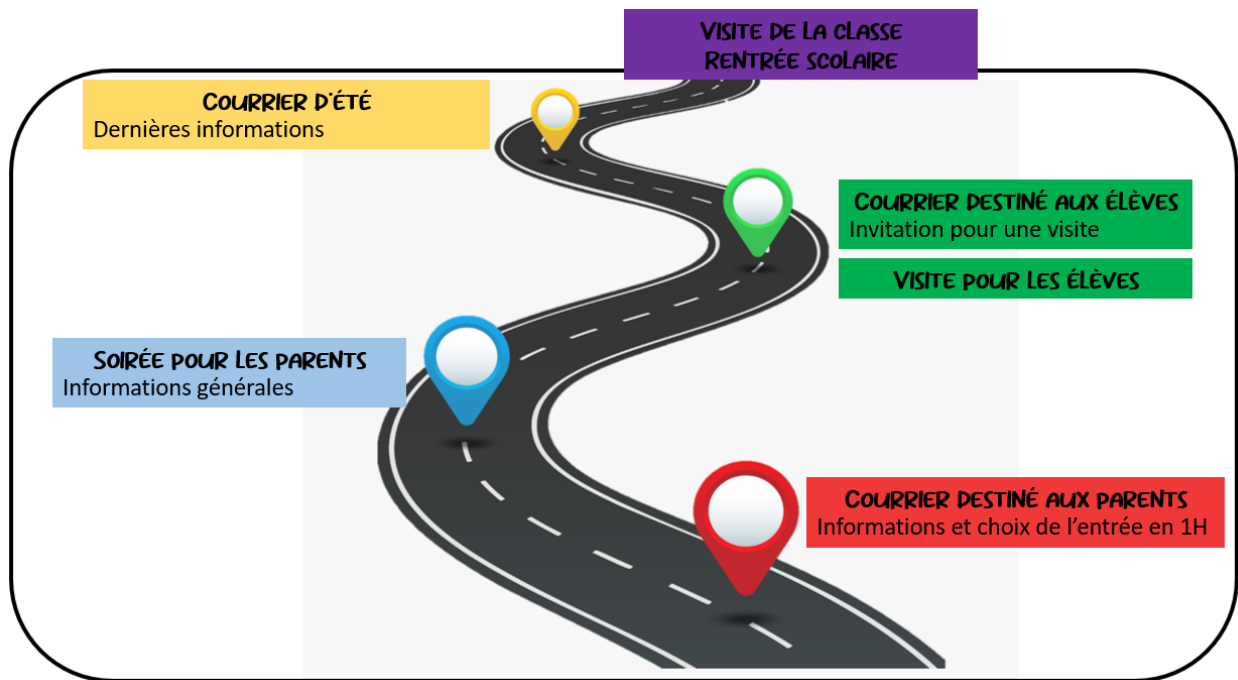 VISITE DE LA CLASSE
RENTRÉE SCOLAIRE
COURRIER D'ÉTÉ
Dernières informations
COURRIER DESTINÉ AUX ÉLÈVES
Invitation pour une visite
VISITE POUR LES ÉLÈVES
SOIRÉE POUR LES PARENTS
Informations générales
COURRIER DESTINÉ AUX PARENTS
Informations et choix de l’entrée en 1H